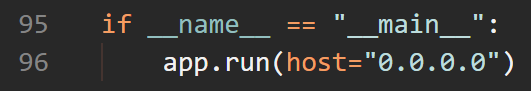 95 if __name__ == "__main__":
96     app.run(host="0.0.0.0")